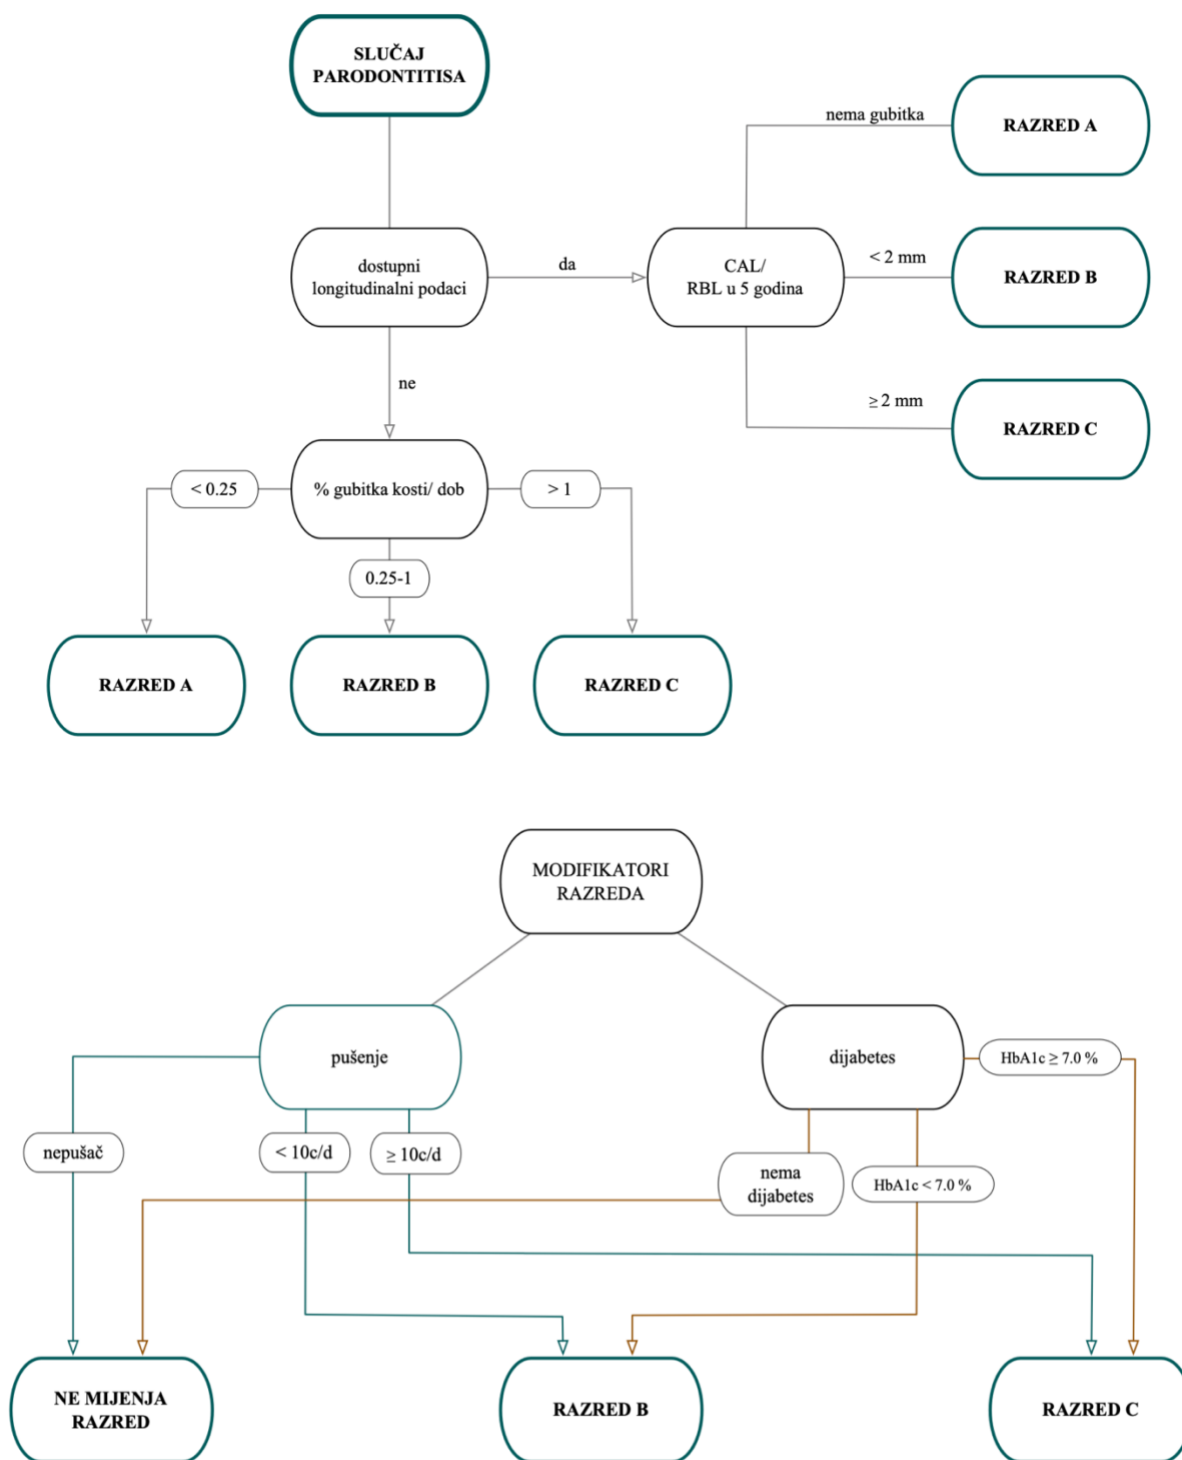 SLUČAJ
PARODONTITISA
nema gubitka
RAZRED A
dostupni
longitudinalni podaci
da
CAL/
RBL u 5 godina
< 2 mm
RAZRED B
ne
≥ 2 mm
RAZRED C
< 0.25
% gubitka kosti/ dob
> 1
0.25-1
RAZRED A
RAZRED B
RAZRED C
MODIFIKATORI
RAZREDA
pušenje
dijabetes
HbA1c ≥ 7.0 %
nepušač
< 10c/d
≥ 10c/d
nema
dijabetes
HbA1c < 7.0 %
NE MIJENJA
RAZRED
RAZRED B
RAZRED C